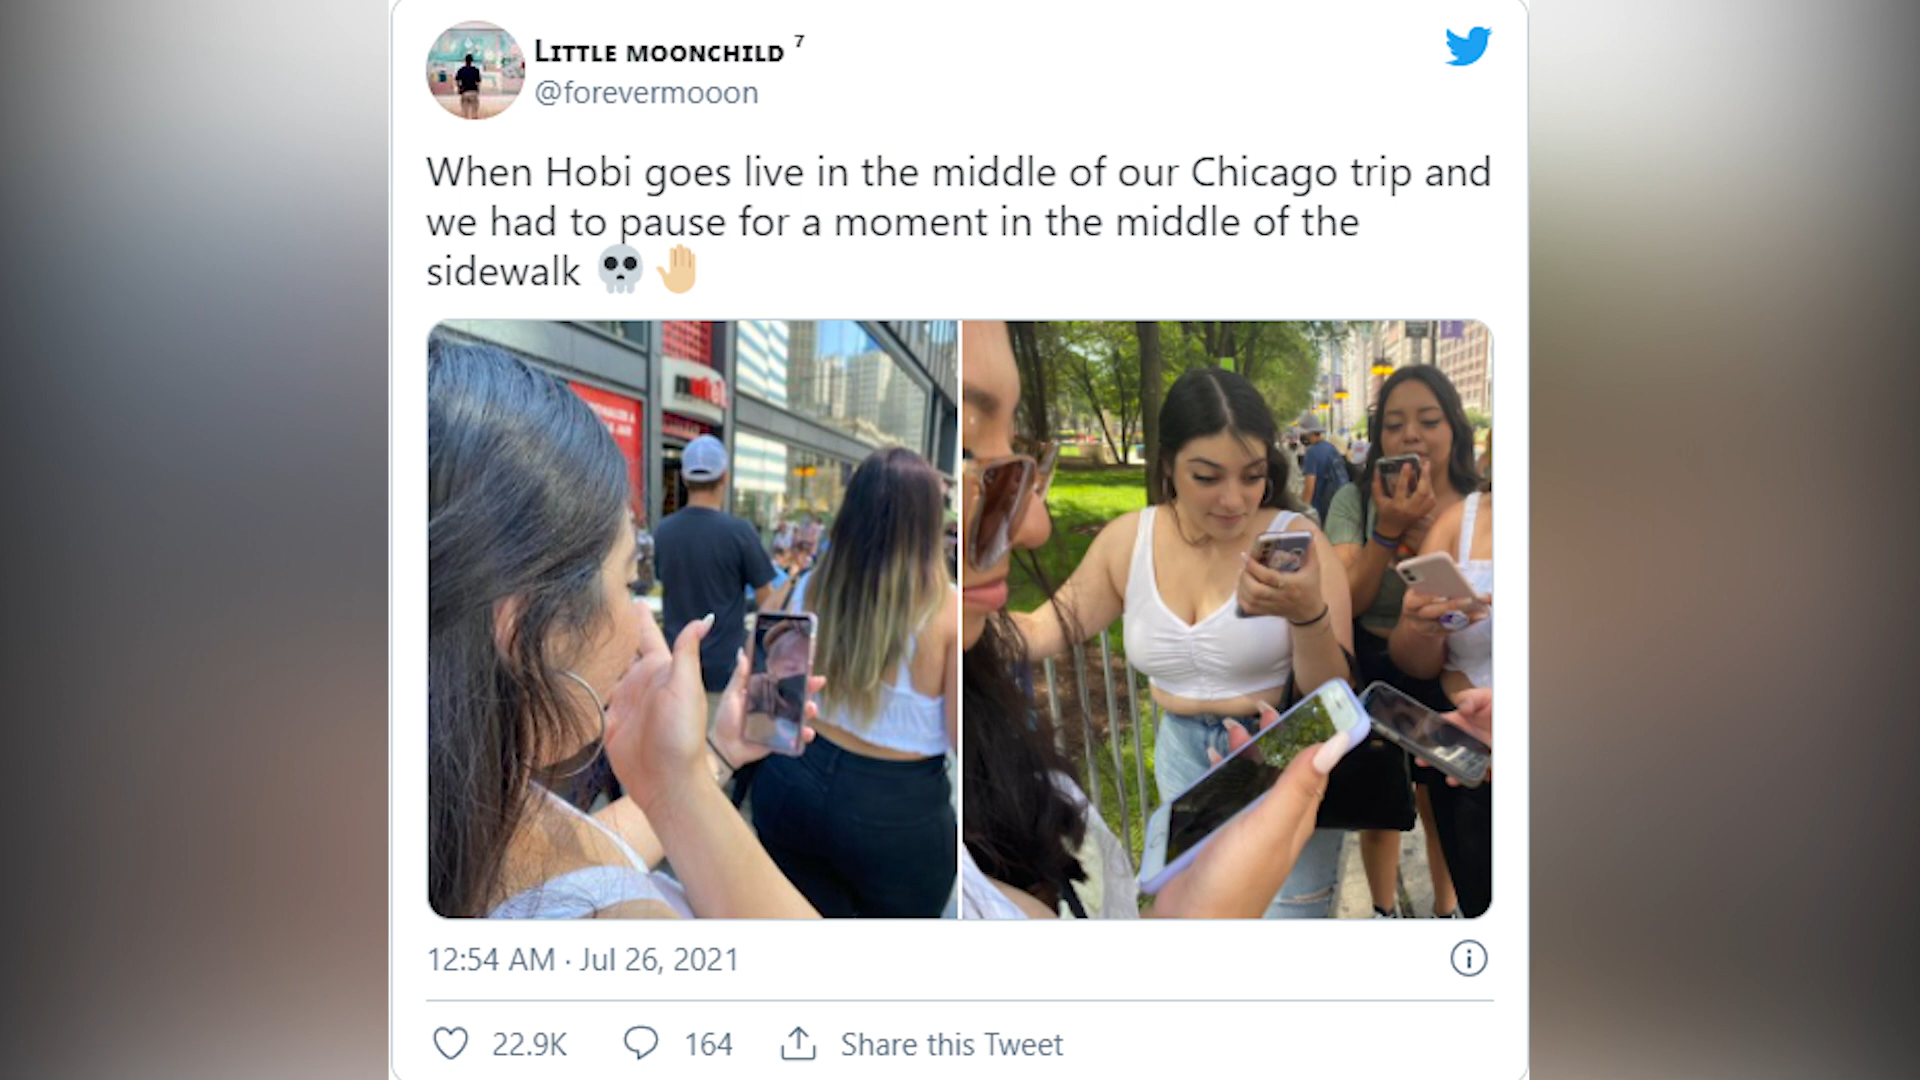 LITTLE MOONCHILD ⁷
@forevermooon
When Hobi goes live in the middle of our Chicago trip and
we had to pause for a moment in the middle of the
sidewalk 💀🤚🏼
12:54 AM · Jul 26, 2021
22.9K 164 Share this Tweet